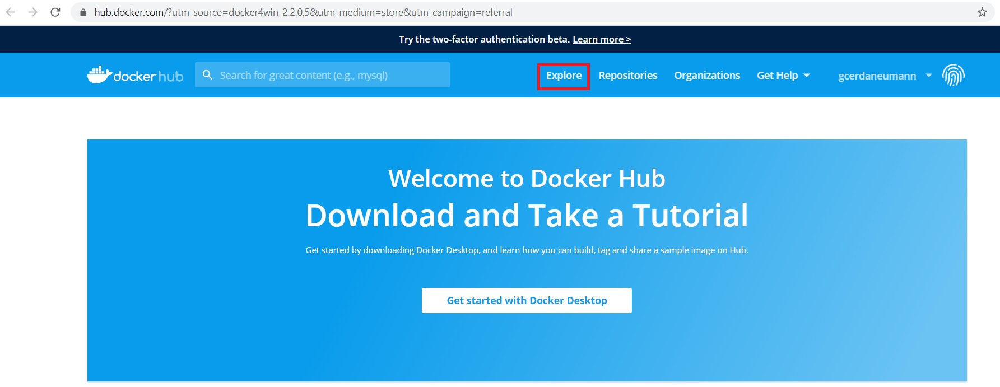 hub.docker.com/?utm_source=docker4win_2.2.0.5&utm_medium=store&utm_campaign=referral
Try the two-factor authentication beta. Learn more >
docker hub Search for great content (e.g., mysql) Explore Repositories Organizations Get Help gcerdaneumann
Welcome to Docker Hub
Download and Take a Tutorial
Get started by downloading Docker Desktop, and learn how you can build, tag and share a sample image on Hub.
Get started with Docker Desktop